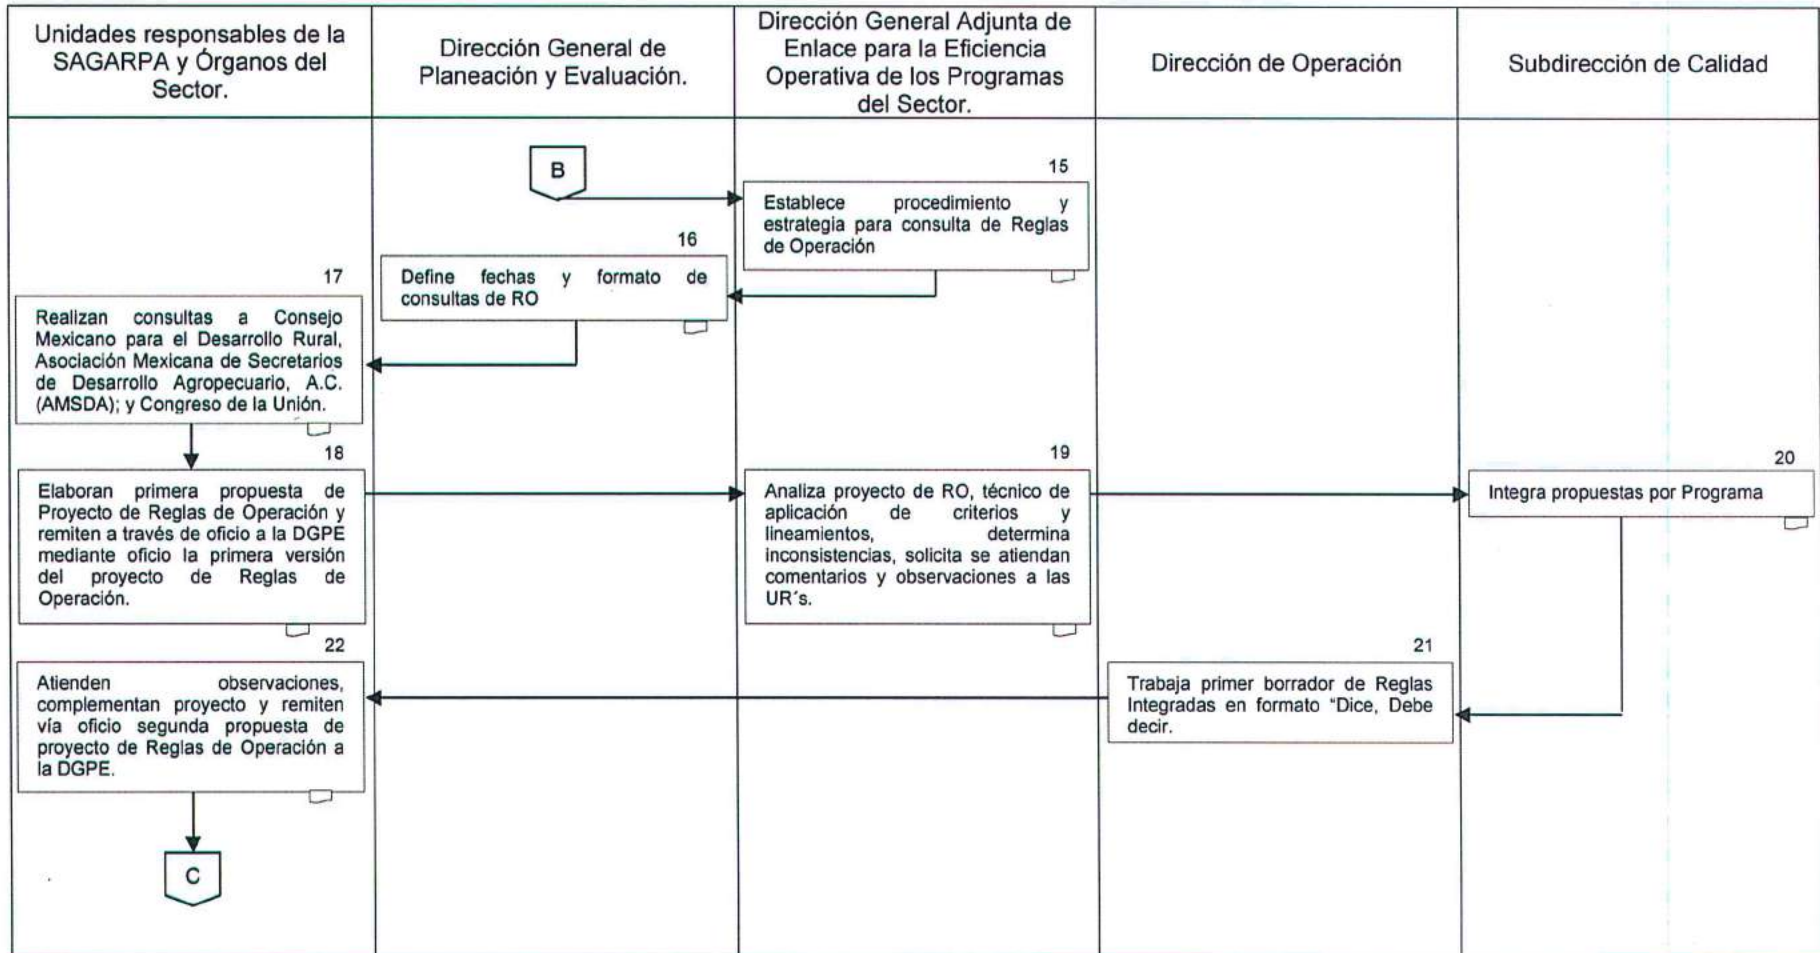 Unidades responsables de la
SAGARPA y Órganos del
Sector.
Dirección General de
Planeación y Evaluación.
Dirección General Adjunta de
Enlace para la Eficiencia
Operativa de los Programas
del Sector.
Dirección de Operación
Subdirección de Calidad
B
15
Establece procedimiento y
estrategia para consulta de Reglas
de Operación
16
Define fechas y formato de
consultas de RO
17
Realizan consultas a Consejo
Mexicano para el Desarrollo Rural,
Asociación Mexicana de Secretarios
de Desarrollo Agropecuario, A.C.
(AMSDA); y Congreso de la Unión.
18
Elaboran primera propuesta de
Proyecto de Reglas de Operación y
remiten a través de oficio a la DGPE
mediante oficio la primera versión
del proyecto de Reglas de
Operación.
19
Analiza proyecto de RO, técnico de
aplicación de criterios y
lineamientos, determina
inconsistencias, solicita se atiendan
comentarios y observaciones a las
UR´s.
20
Integra propuestas por Programa
21
Trabaja primer borrador de Reglas
Integradas en formato “Dice, Debe
decir.
22
Atienden observaciones,
complementan proyecto y remiten
vía oficio segunda propuesta de
proyecto de Reglas de Operación a
la DGPE.
C